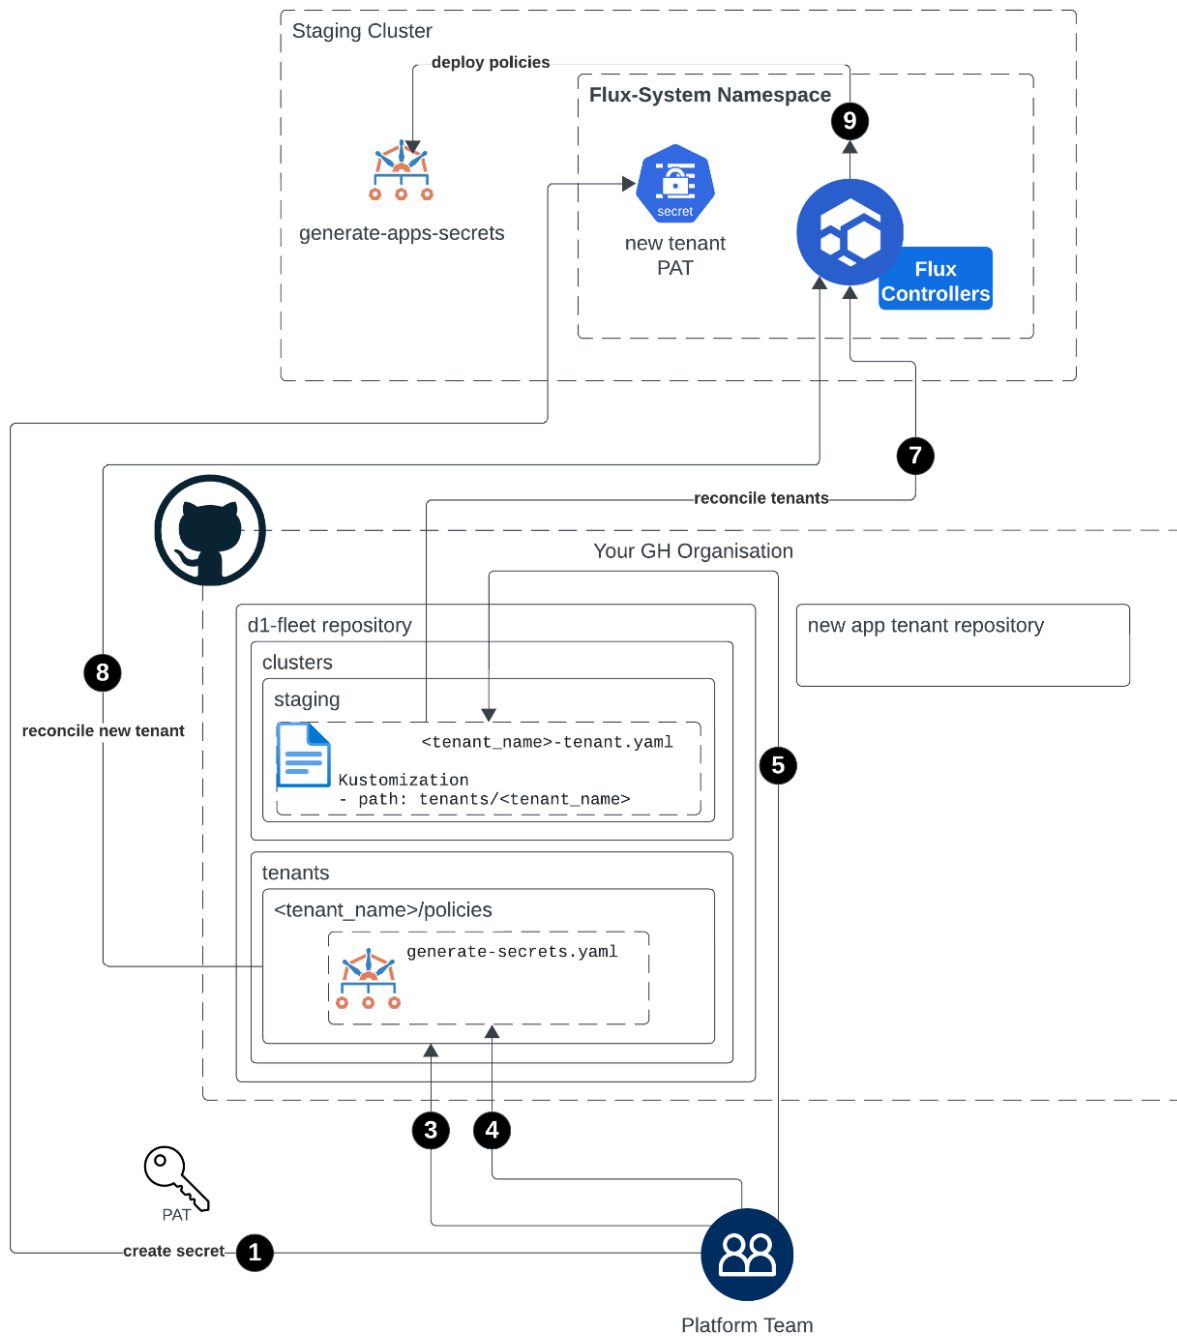 Staging Cluster
deploy policies
Flux-System Namespace
9
secret
generate-apps-secrets
new tenant
PAT
Flux
Controllers
7
reconcile tenants
Your GH Organisation
d1-fleet repository
new app tenant repository
clusters
8
staging
reconcile new tenant
<tenant_name>-tenant.yaml
5
Kustomization
- path: tenants/<tenant_name>
tenants
<tenant_name>/policies
generate-secrets.yaml
3
4
PAT
create secret
1
Platform Team